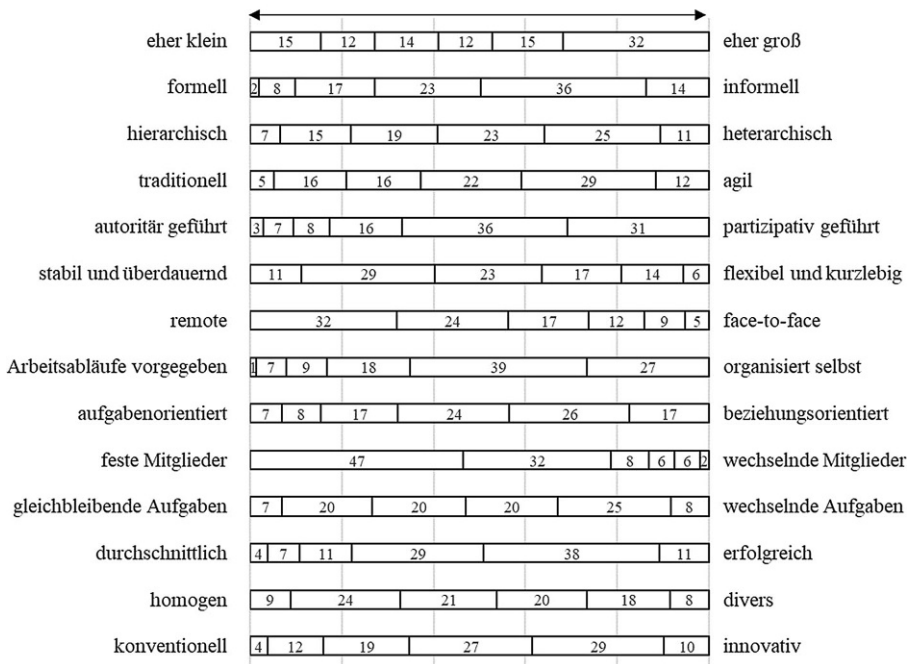 eher klein 15 12 14 12 15 32 eher groß
formell 2 8 17 23 36 14 informell
hierarchisch 7 15 19 23 25 11 heterarchisch
traditionell 5 16 16 22 29 12 agil
autoritär geführt 3 7 8 16 36 31 partizipativ geführt
stabil und überdauernd 11 29 23 17 14 6 flexibel und kurzlebig
remote 32 24 17 12 9 5 face-to-face
Arbeitsabläufe vorgegeben 1 7 9 18 39 27 organisiert selbst
aufgabenorientiert 7 8 17 24 26 17 beziehungsorientiert
feste Mitglieder 47 32 8 6 6 2 wechselnde Mitglieder
gleichbleibende Aufgaben 7 20 20 20 25 8 wechselnde Aufgaben
durchschnittlich 4 7 11 29 38 11 erfolgreich
homogen 9 24 21 20 18 8 divers
konventionell 4 12 19 27 29 10 innovativ